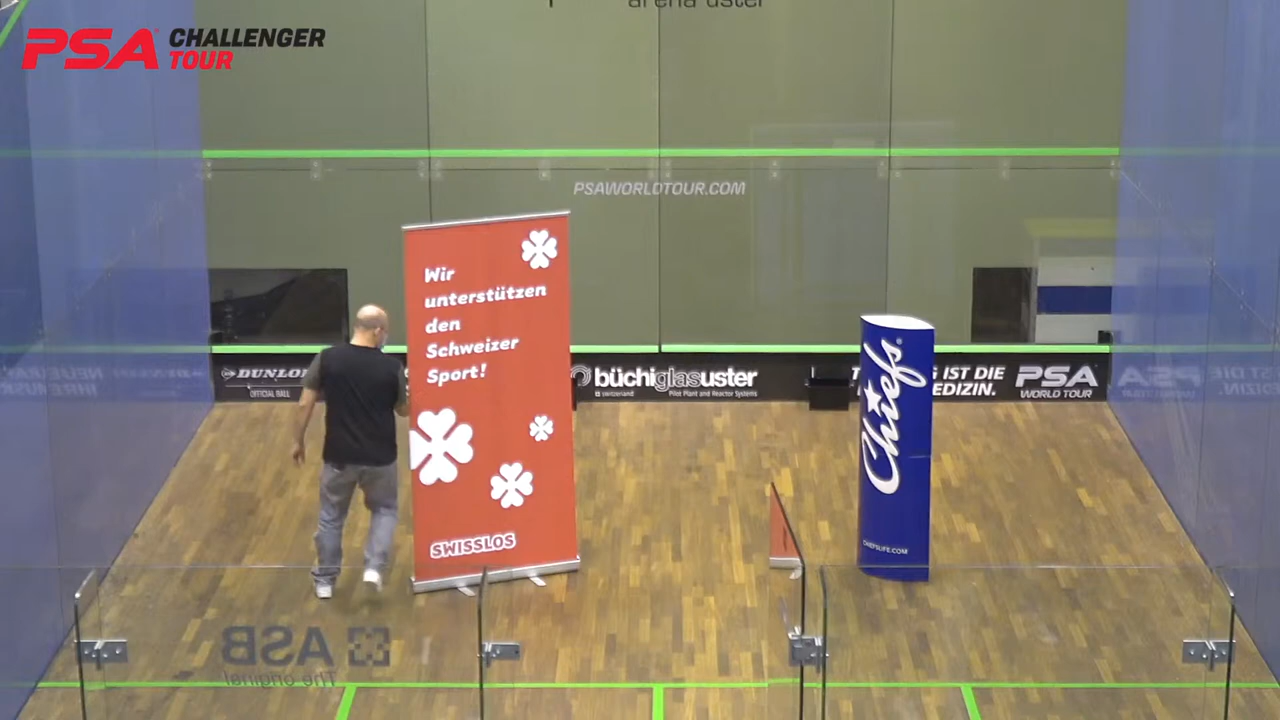 arena uster
PSA CHALLENGER
TOUR
PSAWORLDTOUR.COM
Wir
unterstützen
den
Schweizer
Sport!
SWISSLOS
Chiefs
CHIEFSLIFE.COM
DUNLOP
OFFICIAL BALL
büchiglasuster
switzerland Pilot Plant and Reactor Systems
IST DIE
EDIZIN.
PSA
WORLD TOUR
ASB
The original